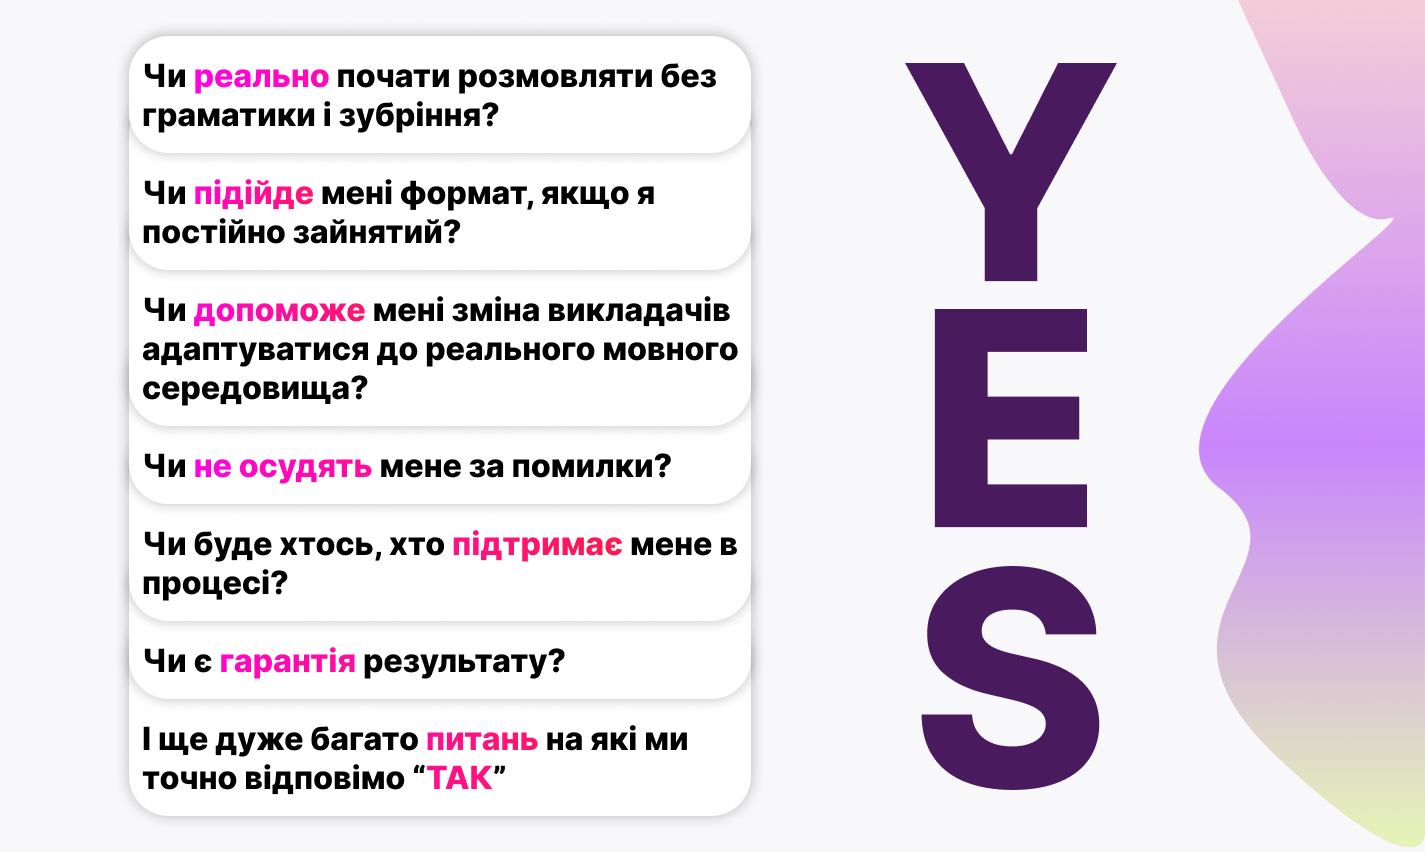 Чи реально почати розмовляти без
граматики і зубріння?
Чи підійде мені формат, якщо я
постійно зайнятий?
Чи допоможе мені зміна викладачів
адаптуватися до реального мовного
середовища?
Чи не осудять мене за помилки?
Чи буде хтось, хто підтримає мене в
процесі?
Чи є гарантія результату?
І ще дуже багато питань на які ми
точно відповімо “ТАК”
Y
E
S